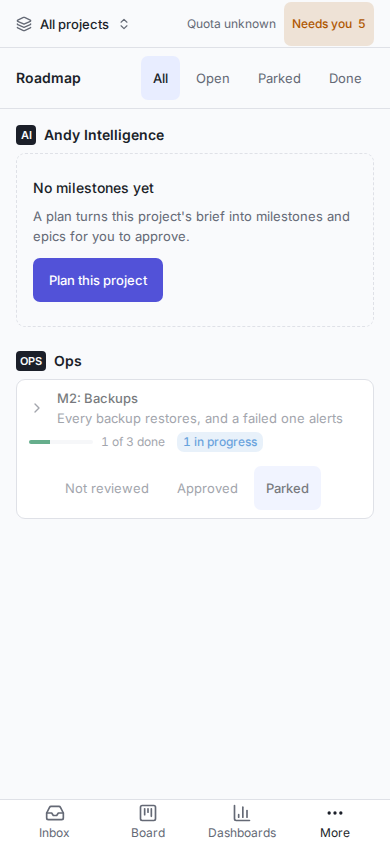 All projects
Quota unknown
Needs you 5
Roadmap
All
Open
Parked
Done
AI Andy Intelligence
No milestones yet
A plan turns this project's brief into milestones and
epics for you to approve.
Plan this project
OPS Ops
M2: Backups
Every backup restores, and a failed one alerts
1 of 3 done
1 in progress
Not reviewed
Approved
Parked
Inbox
Board
Dashboards
More